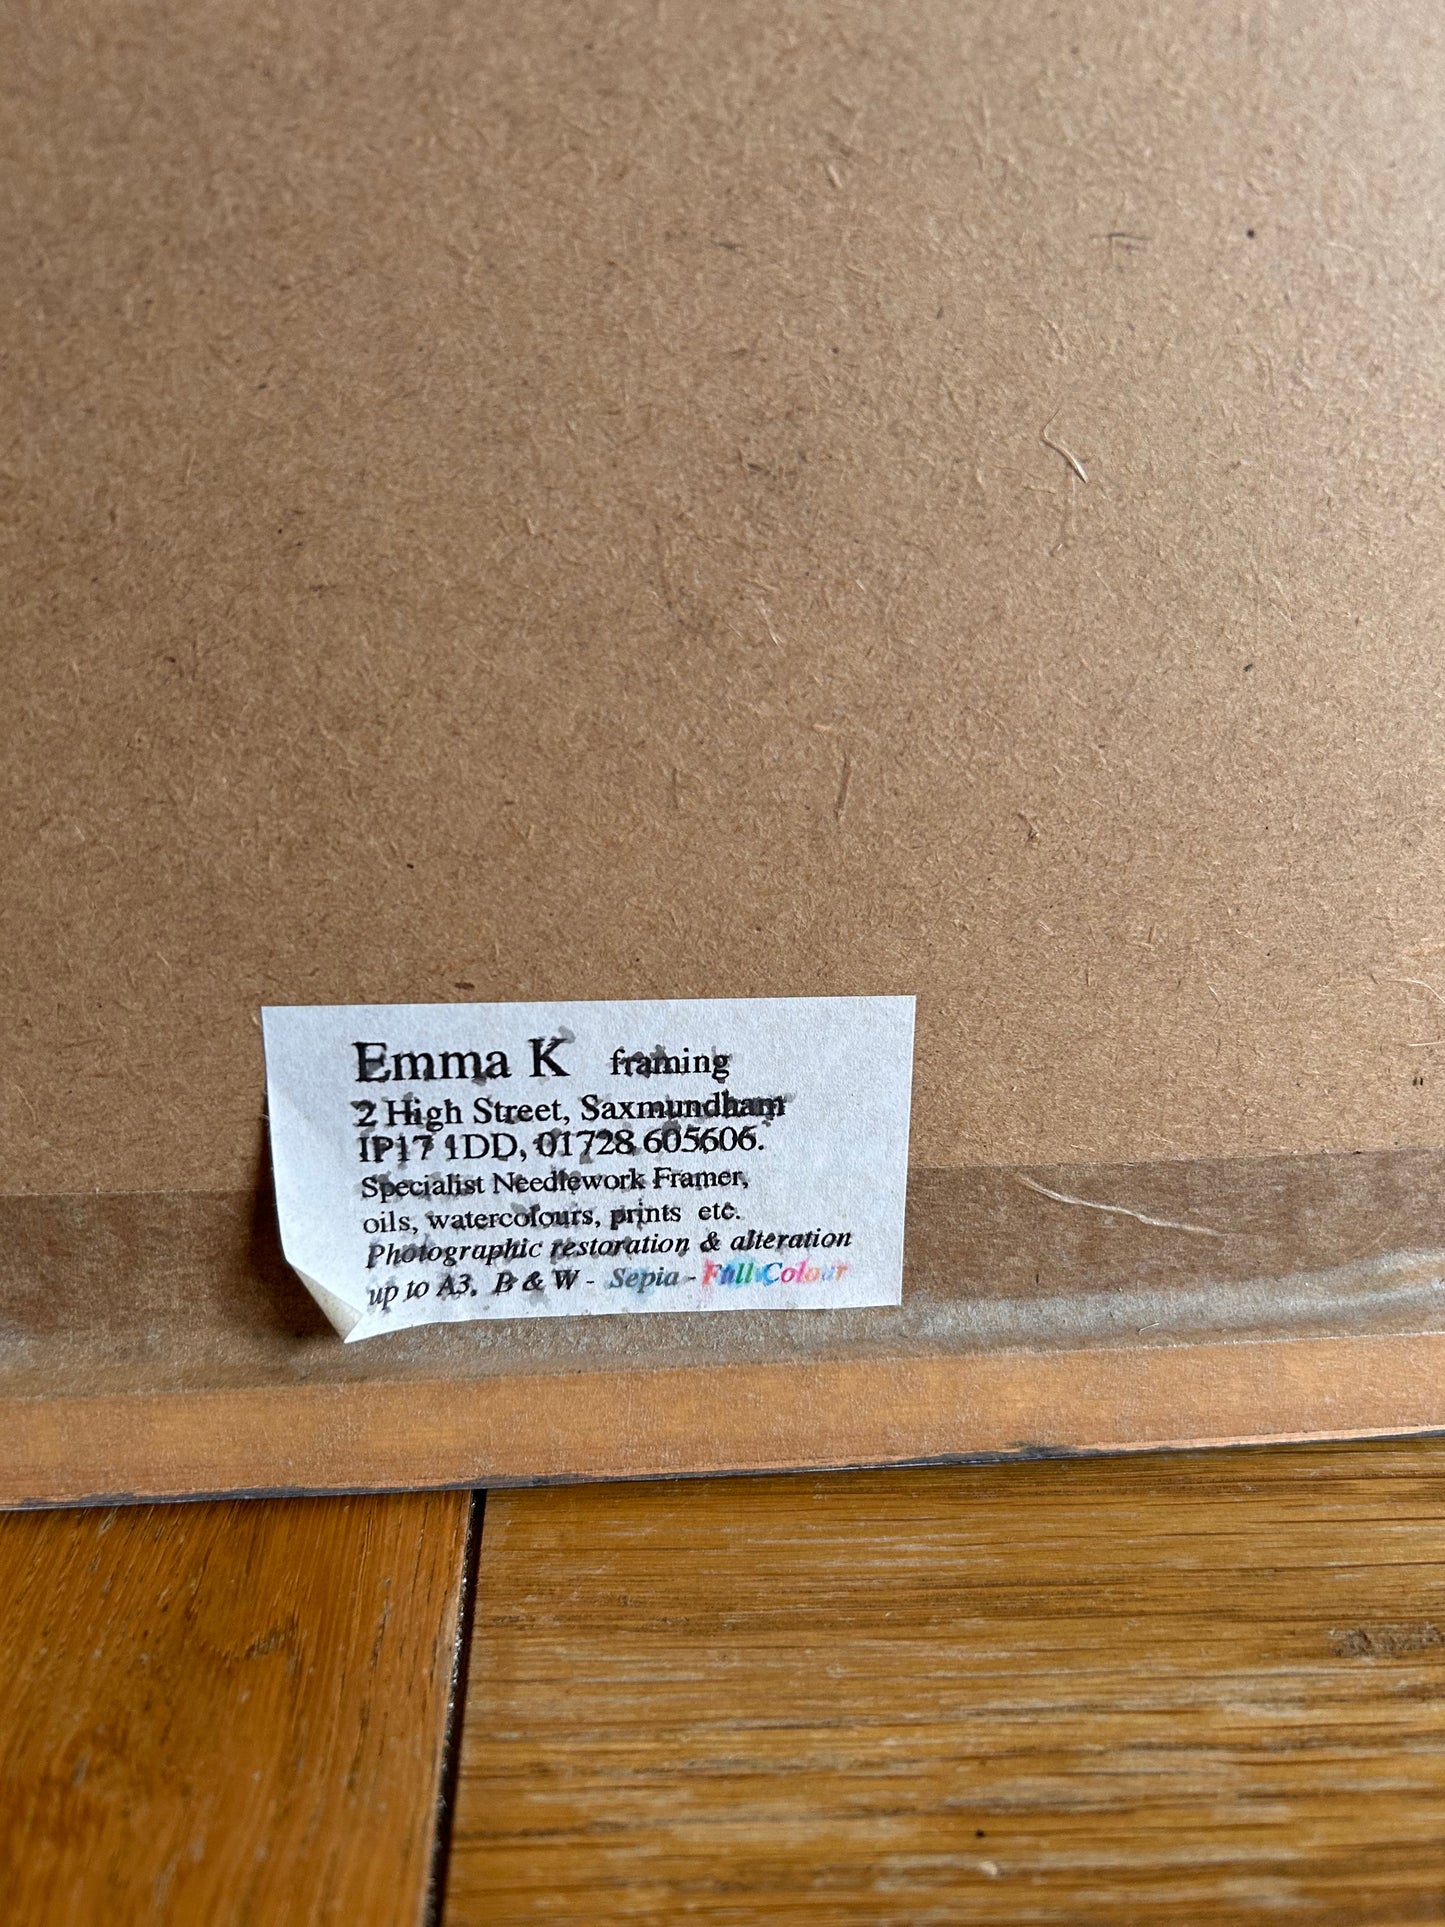 Emma K framing
2 High Street, Saxmundham
IP17 1DD, 01728 605606.
Specialist Needlework Framer,
oils, watercolours, prints etc.
Photographic restoration & alteration
up to A3. B & W - Sepia - Full Colour